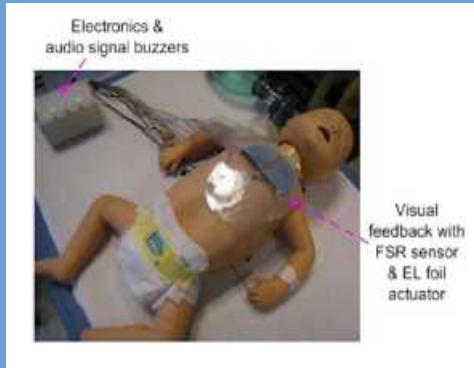 Electronics &
audio signal buzzers
Visual
feedback with
FSR sensor
& EL foil
actuator